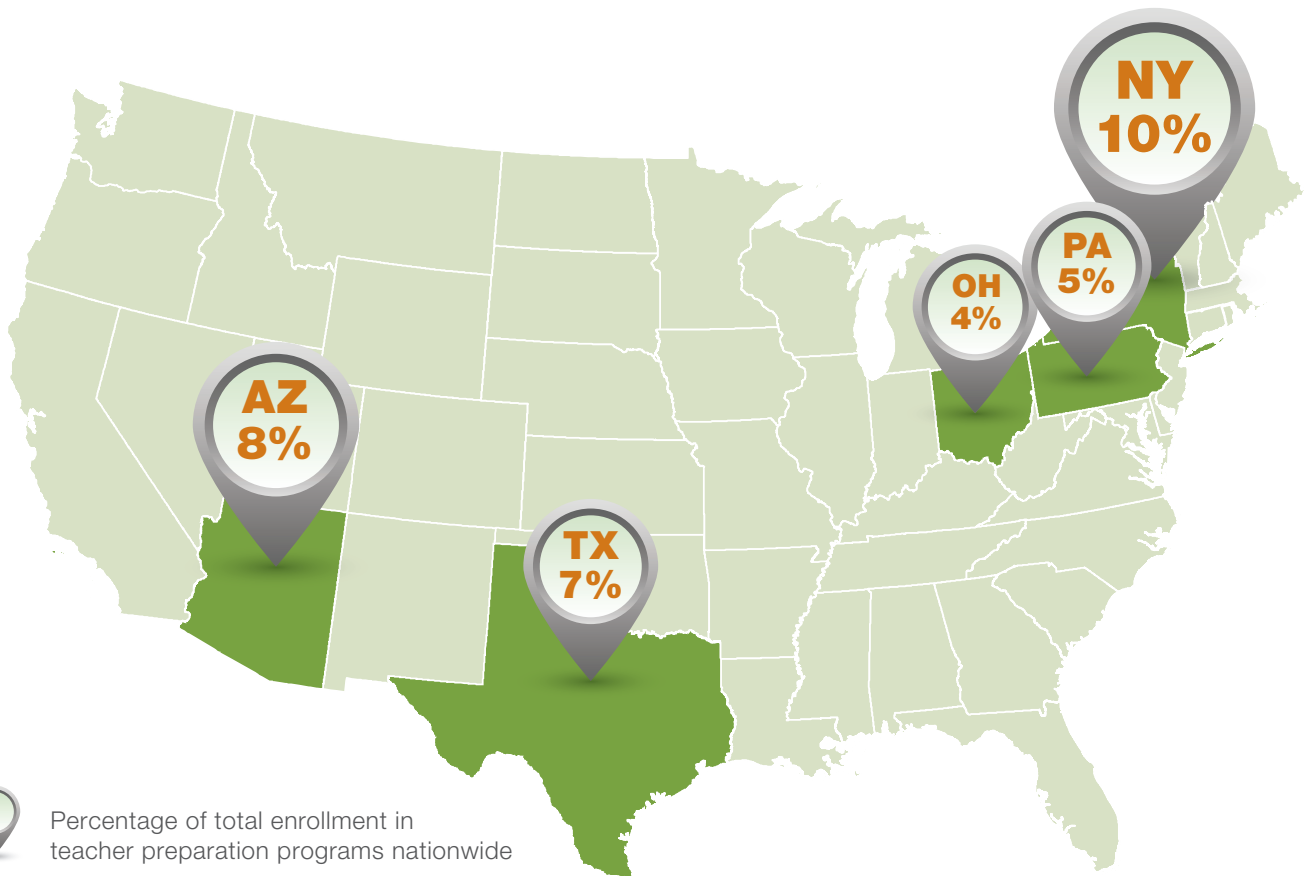 NY
10%
PA
5%
OH
4%
AZ
8%
TX
7%
Percentage of total enrollment in
teacher preparation programs nationwide